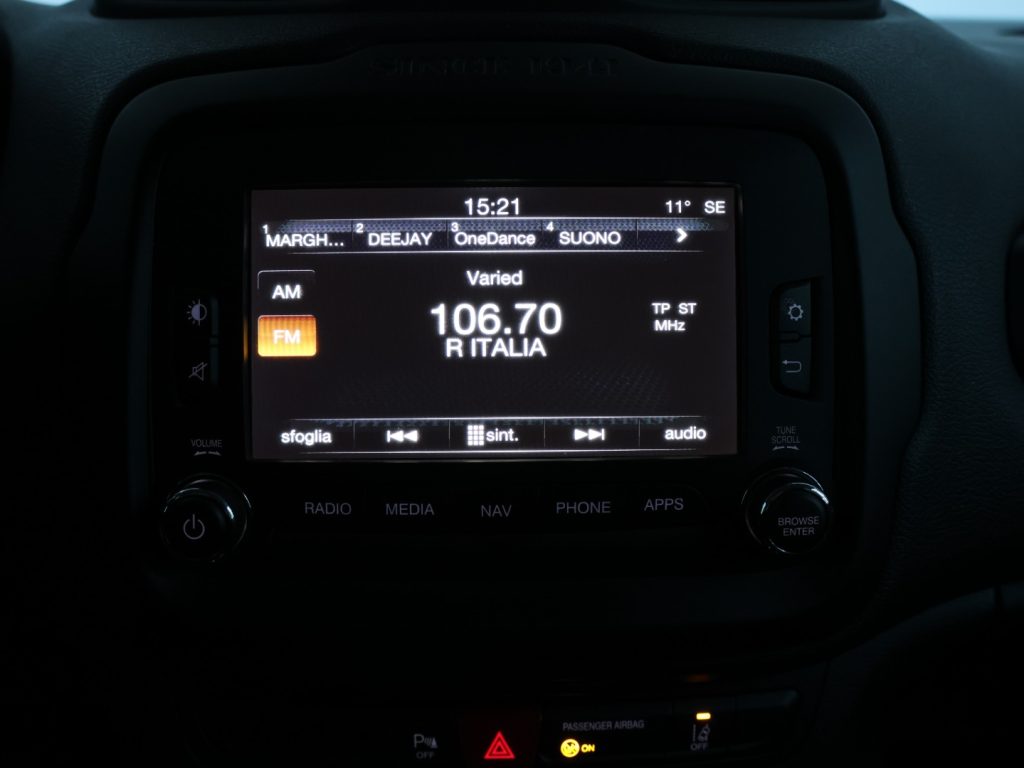 SINCE 1941
15:21
11° SE
1 MARGH...
2 DEEJAY
3 OneDance
4 SUONO
AM
Varied
106.70
TP ST
MHz
FM
R ITALIA
sfoglia
sint.
audio
VOLUME
TUNE
SCROLL
RADIO
MEDIA
NAV
PHONE
APPS
BROWSE
ENTER
PASSENGER AIRBAG
P
OFF
ON
OFF